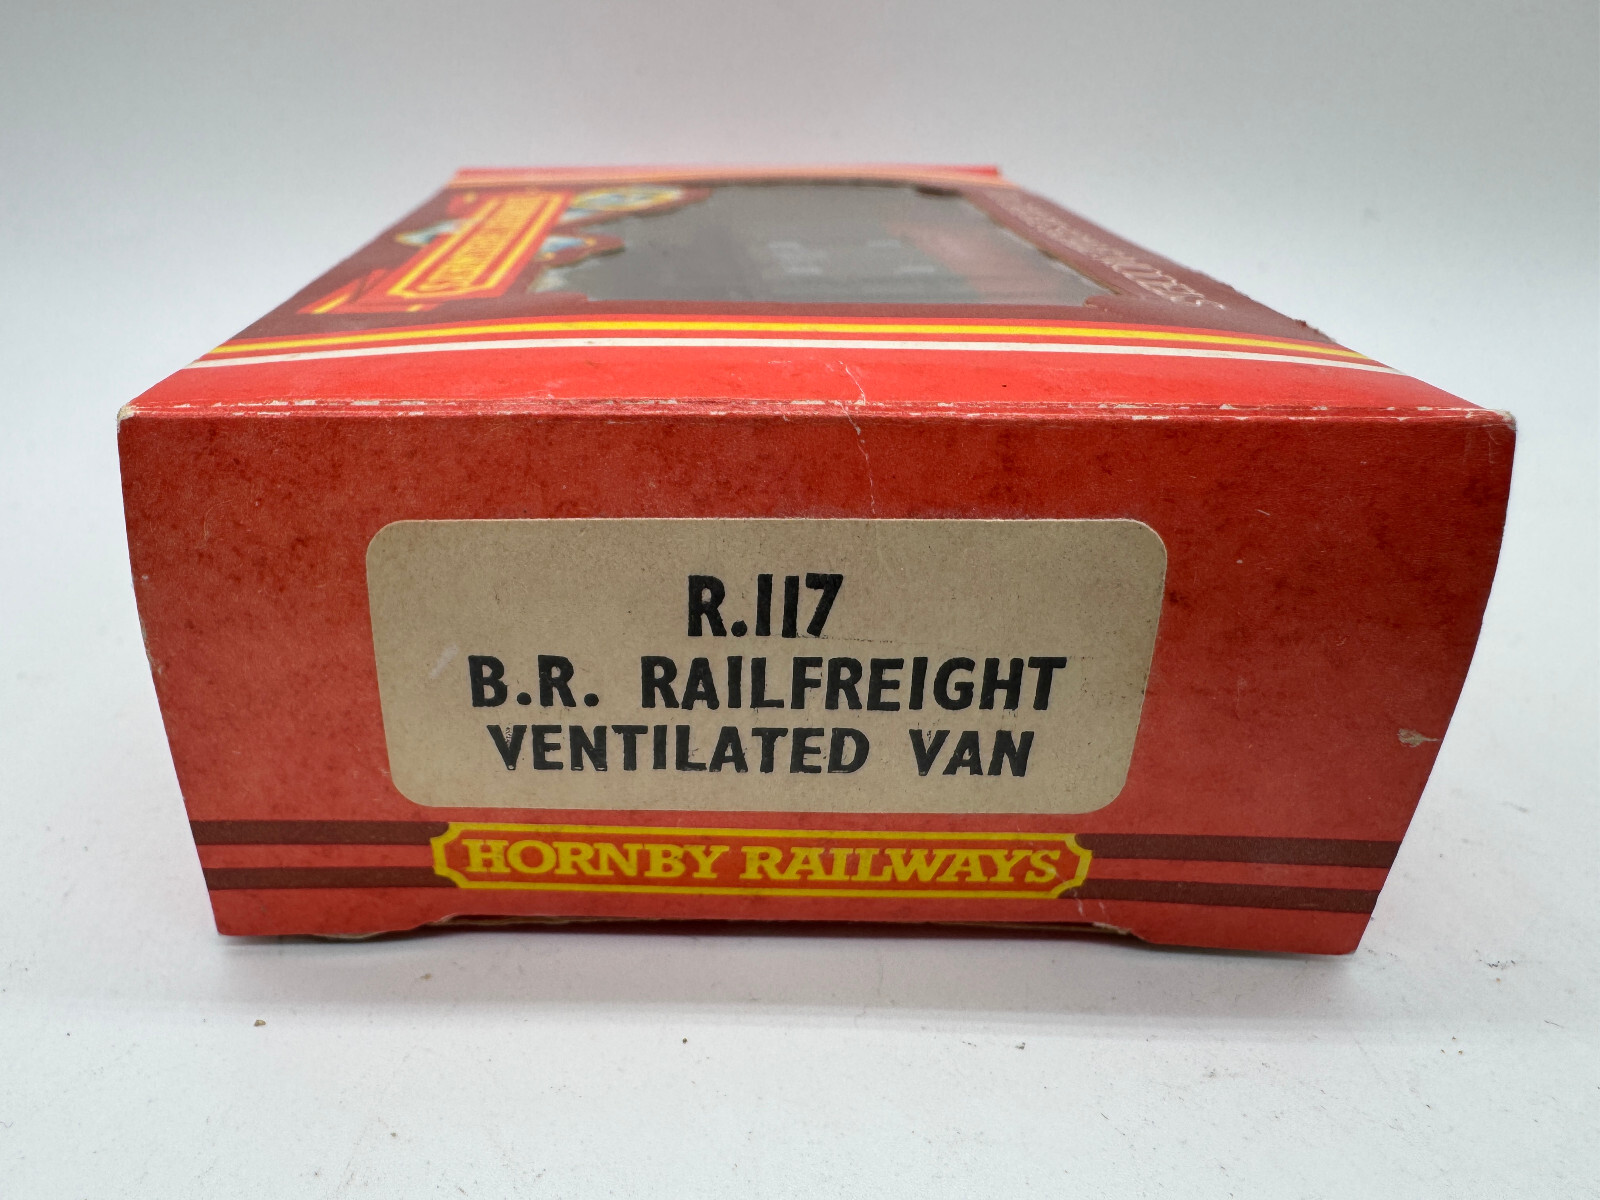 R.117
B.R. RAILFREIGHT
VENTILATED VAN
HORNBY RAILWAYS